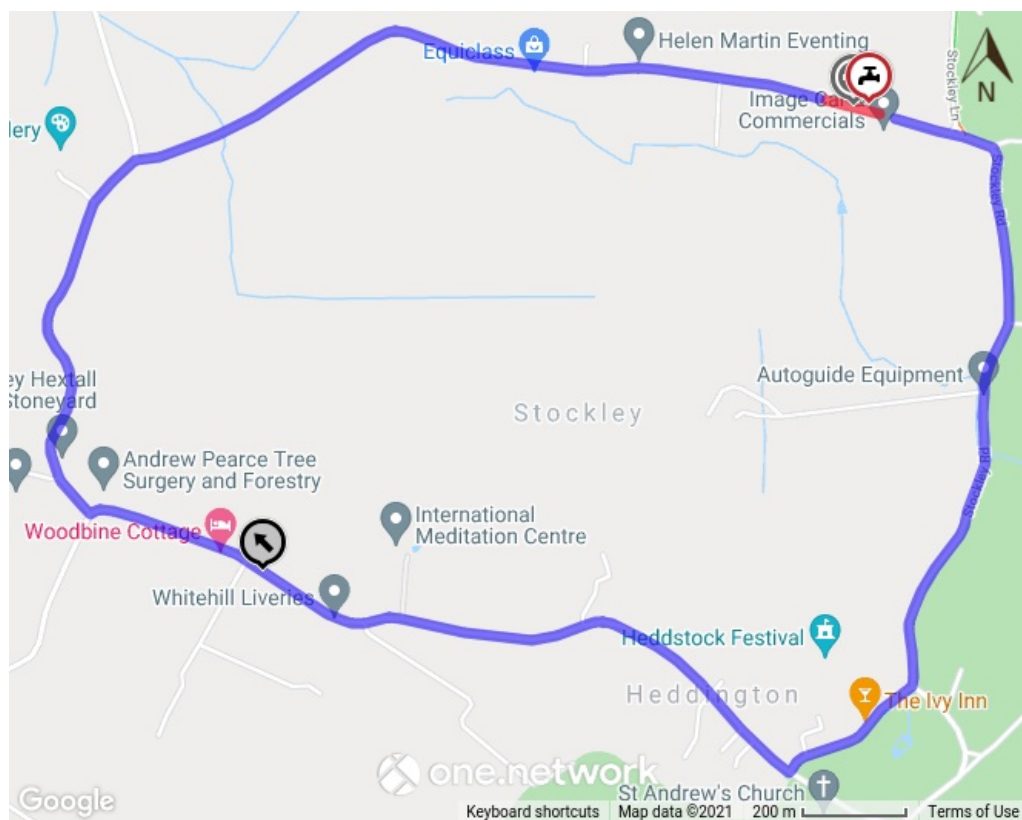 Equiclass
Helen Martin Eventing
Stockley Ln
N
Image Car &
Commercials
lery
Stockley Rd
Autoguide Equipment
ey Hextall
Stoneyard
Stockley
Andrew Pearce Tree
Surgery and Forestry
Stockley Rd
International
Meditation Centre
Woodbine Cottage
Whitehill Liveries
Heddstock Festival
Heddington
The Ivy Inn
one.network
St Andrew's Church
Google
Keyboard shortcuts Map data ©2021 200 m Terms of Use